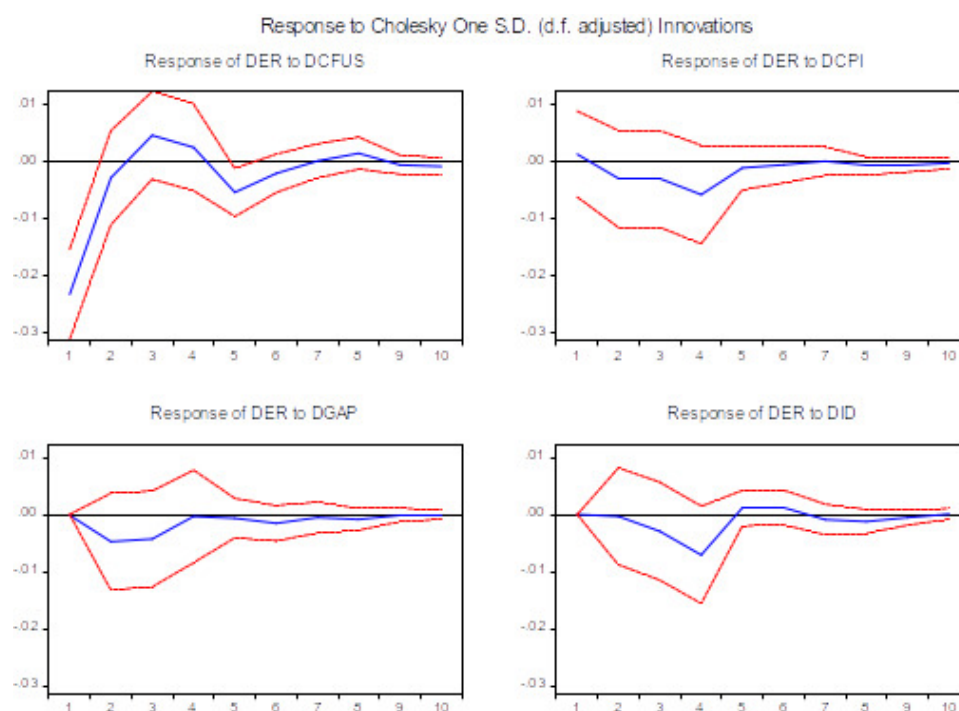 Response to Cholesky One S.D. (d.f. adjusted) Innovations
Response of DER to DCFUS
.01
.00
-.01
-.02
-.03
1 2 3 4 5 6 7 8 9 10
Response of DER to DCPI
.01
.00
-.01
-.02
-.03
1 2 3 4 5 6 7 8 9 10
Response of DER to DGAP
.01
.00
-.01
-.02
-.03
1 2 3 4 5 6 7 8 9 10
Response of DER to DID
.01
.00
-.01
-.02
-.03
1 2 3 4 5 6 7 8 9 10